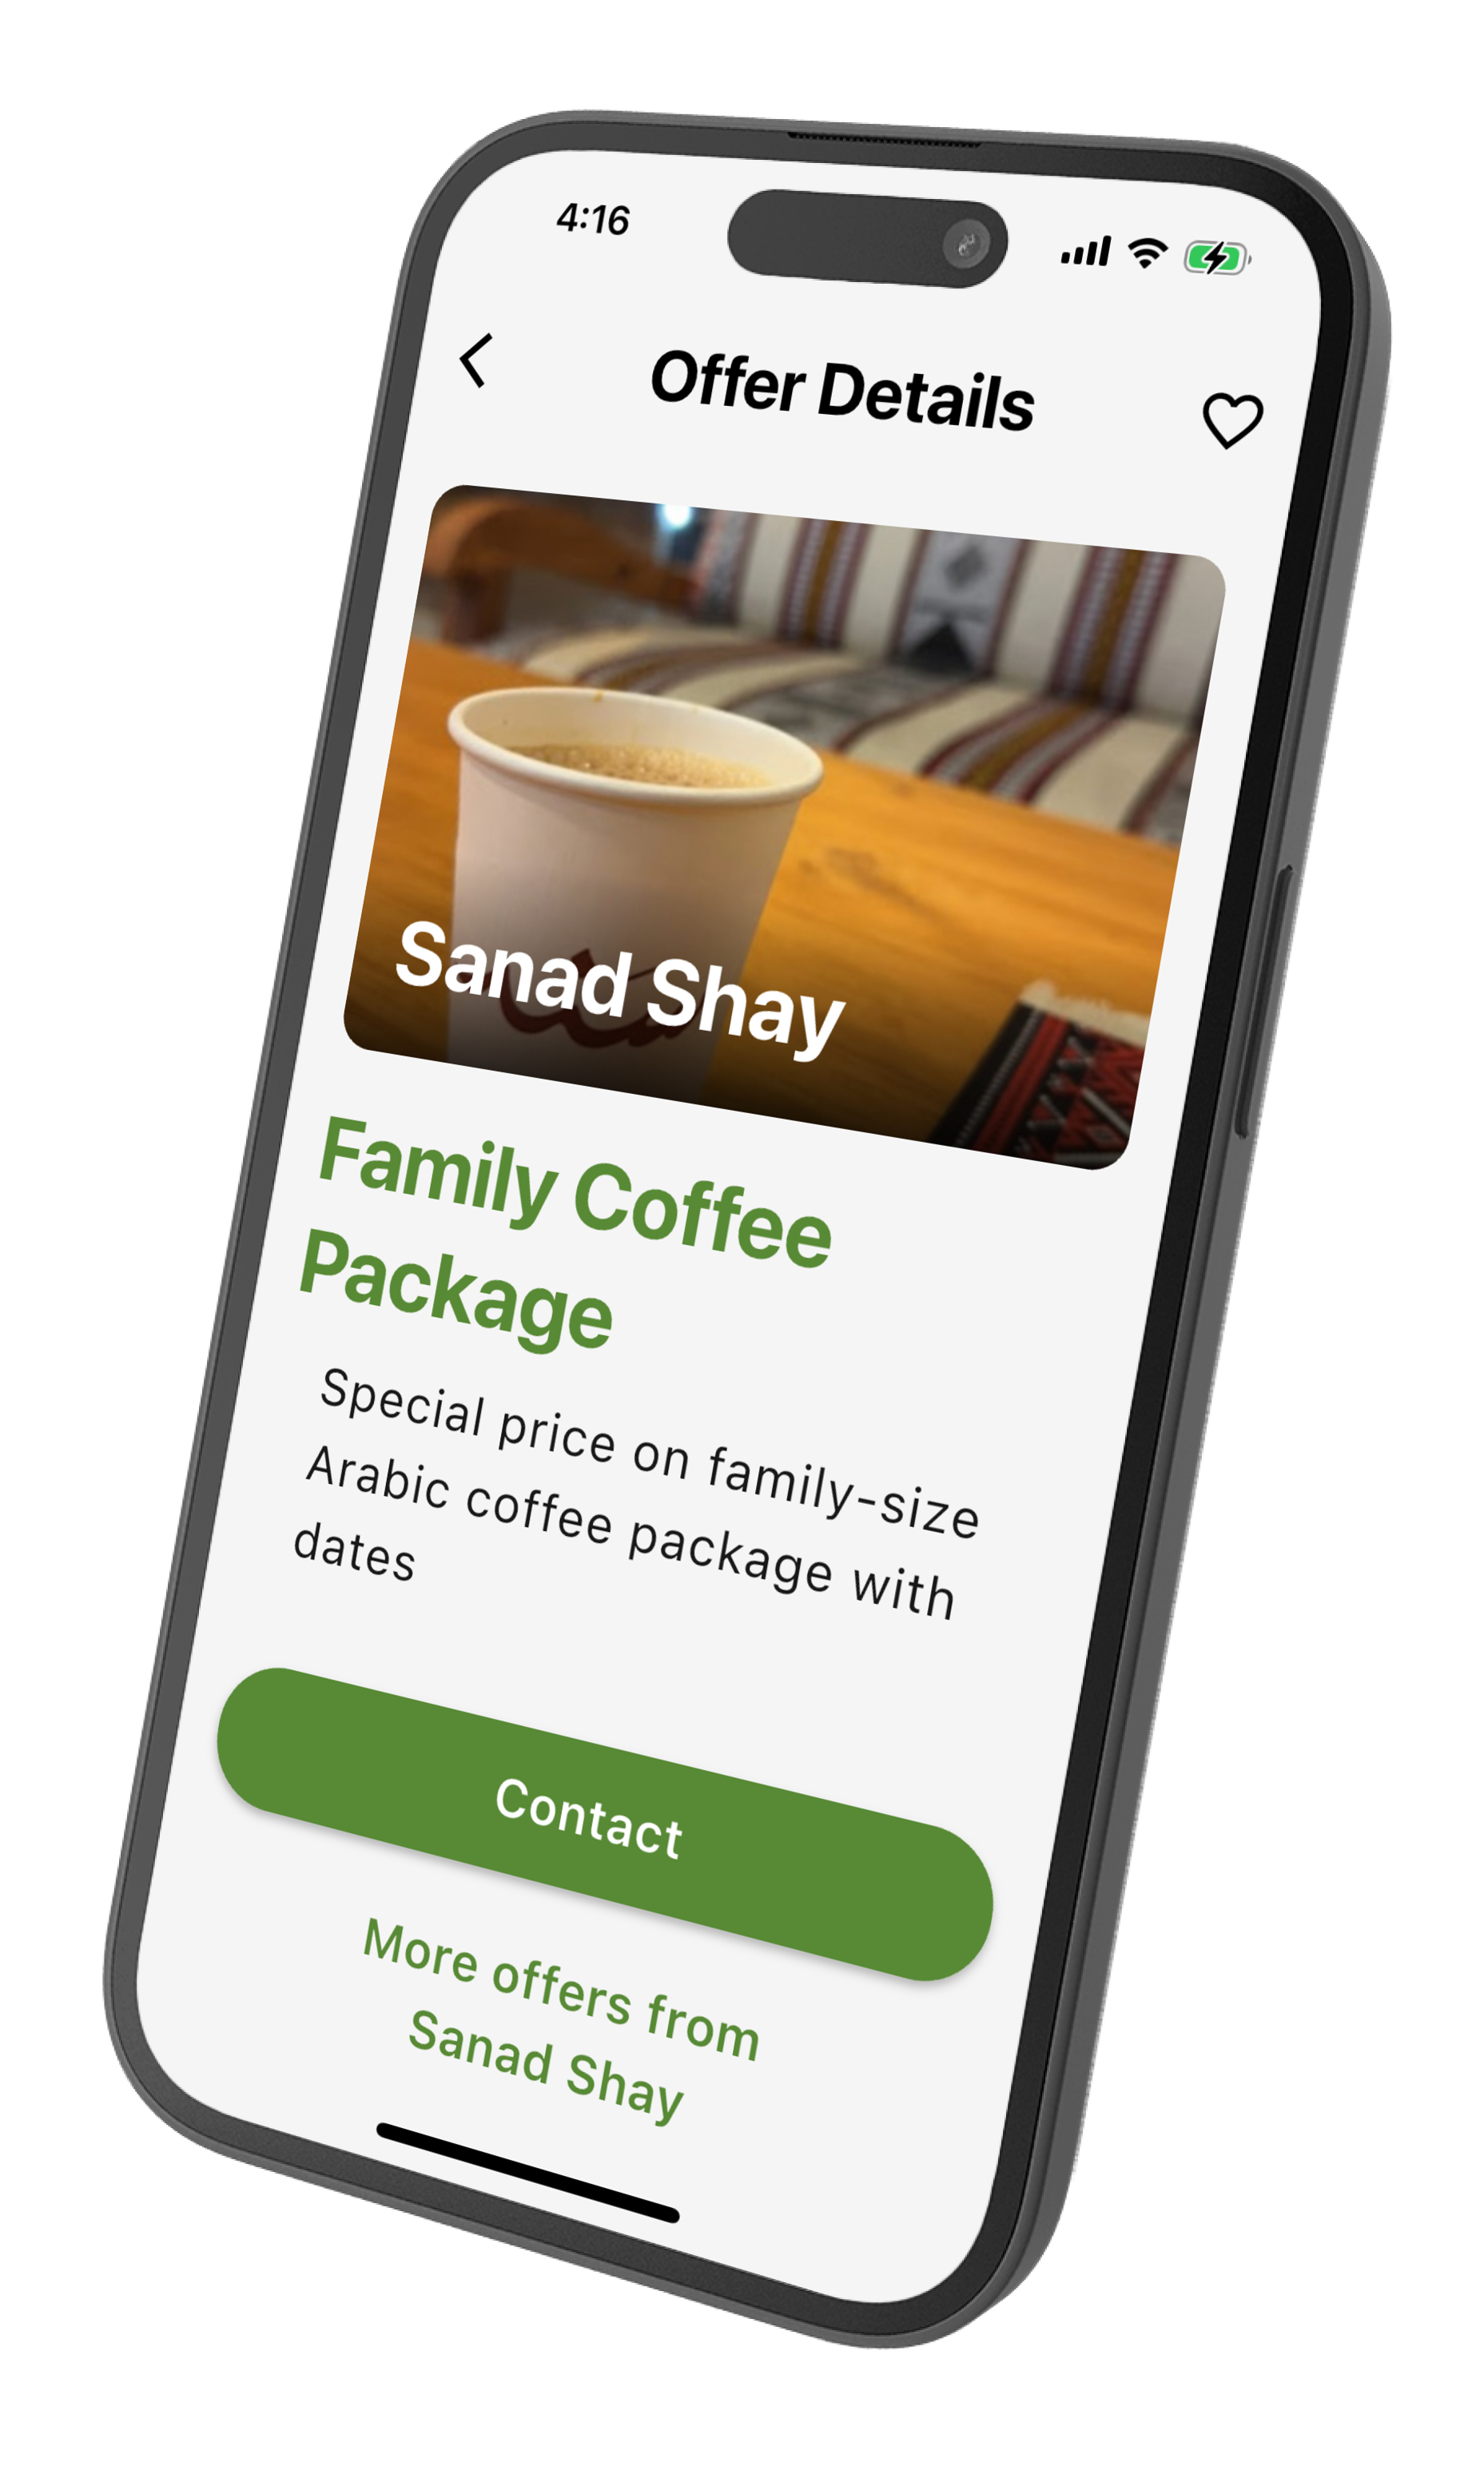 4:16
Offer Details
Sanad Shay
Family Coffee
Package
Special price on family-size
Arabic coffee package with
dates
Contact
More offers from
Sanad Shay